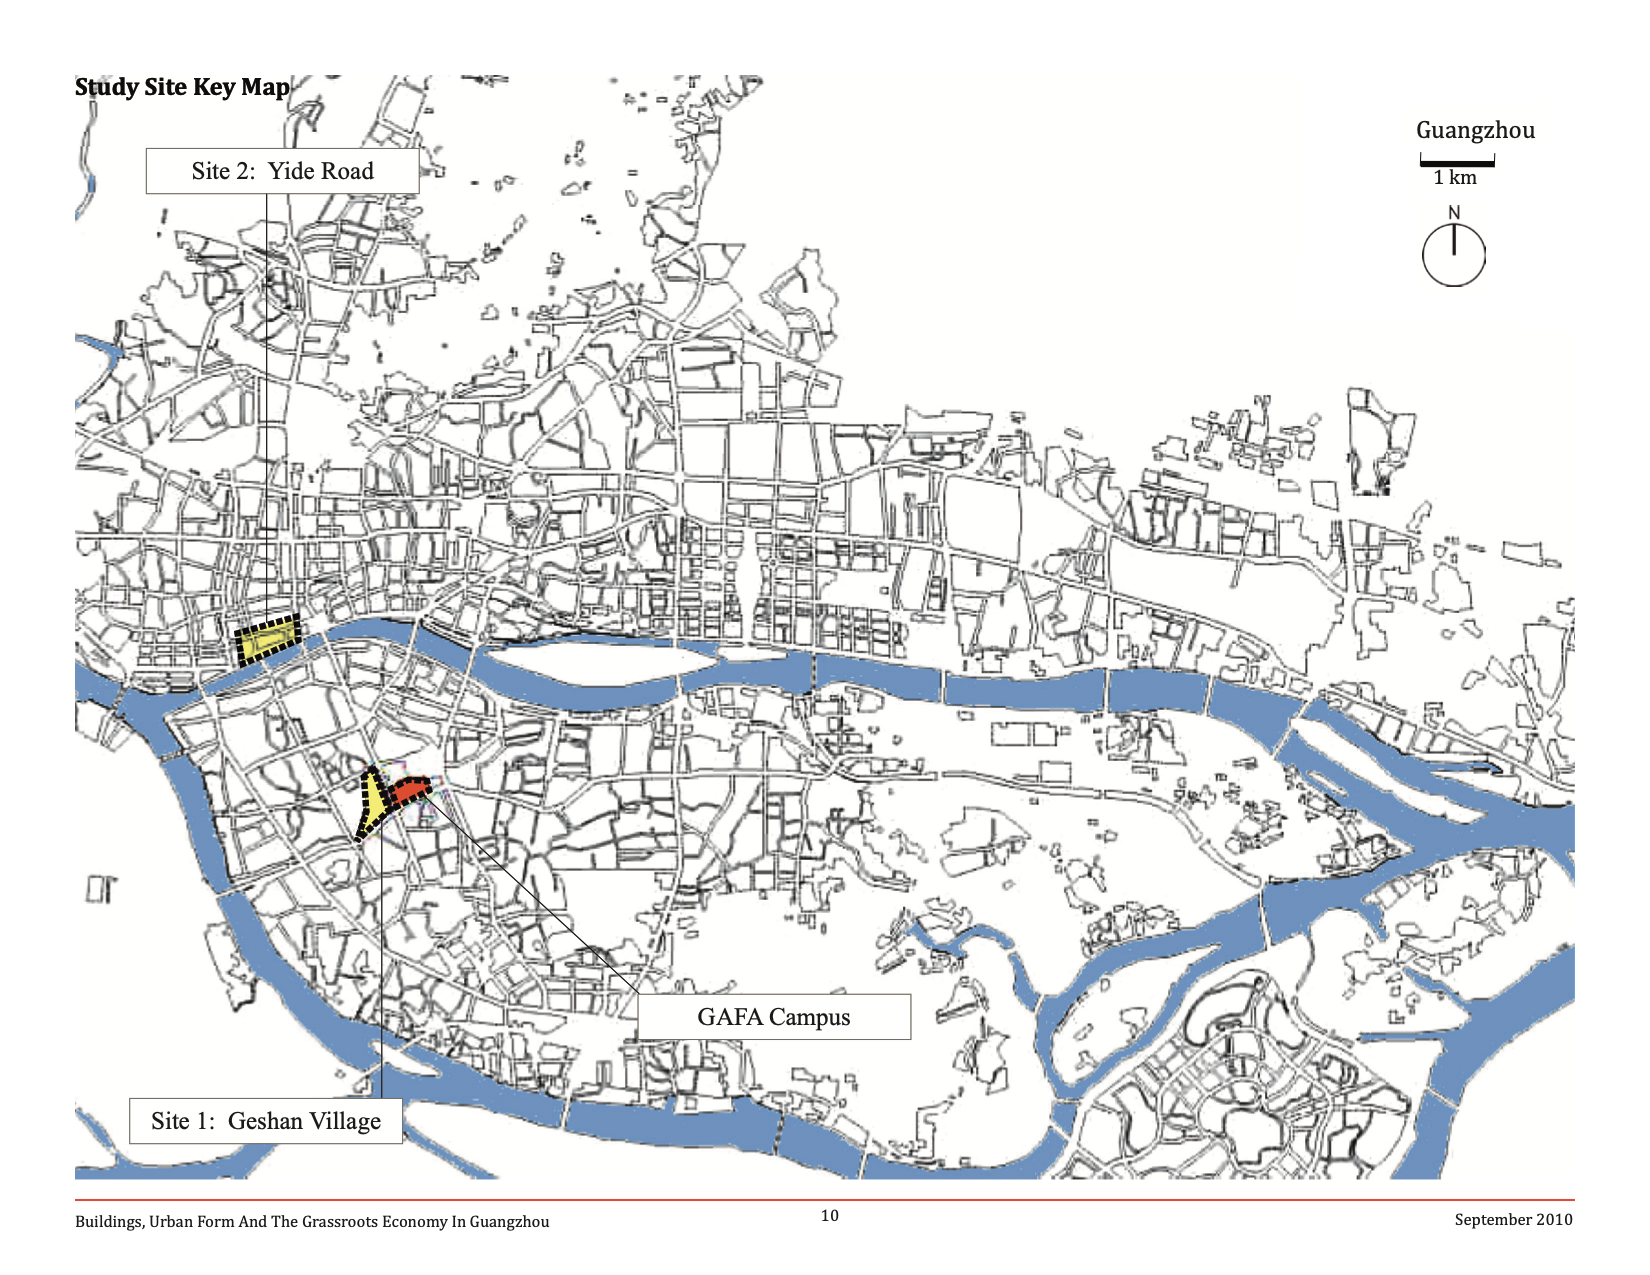 Study Site Key Map
Guangzhou
1 km
N
Site 2: Yide Road
GAFA Campus
Site 1: Geshan Village
Buildings, Urban Form And The Grassroots Economy In Guangzhou
10
September 2010